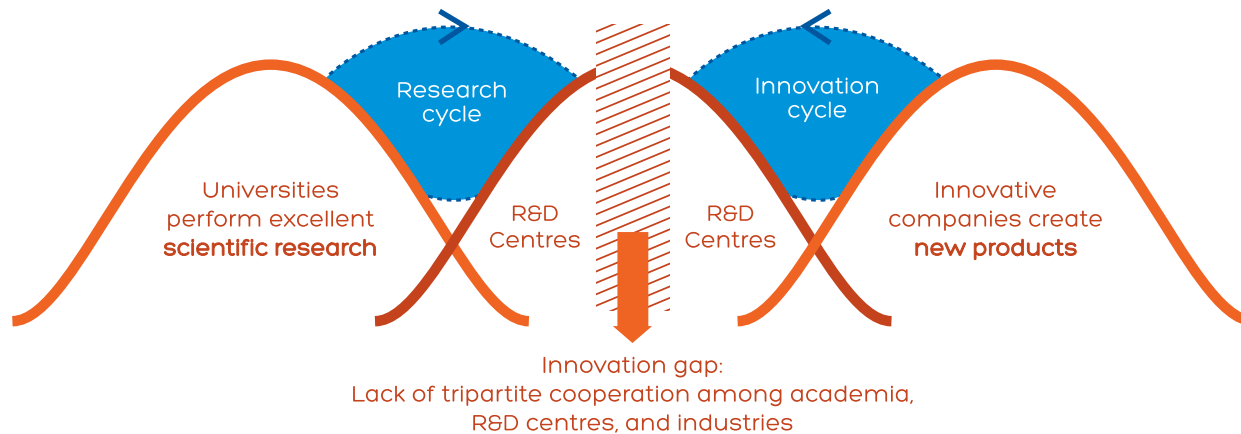 Research
cycle
Innovation
cycle
Universities
perform excellent
scientific research
R&D
Centres
R&D
Centres
Innovative
companies create
new products
Innovation gap:
Lack of tripartite cooperation among academia,
R&D centres, and industries